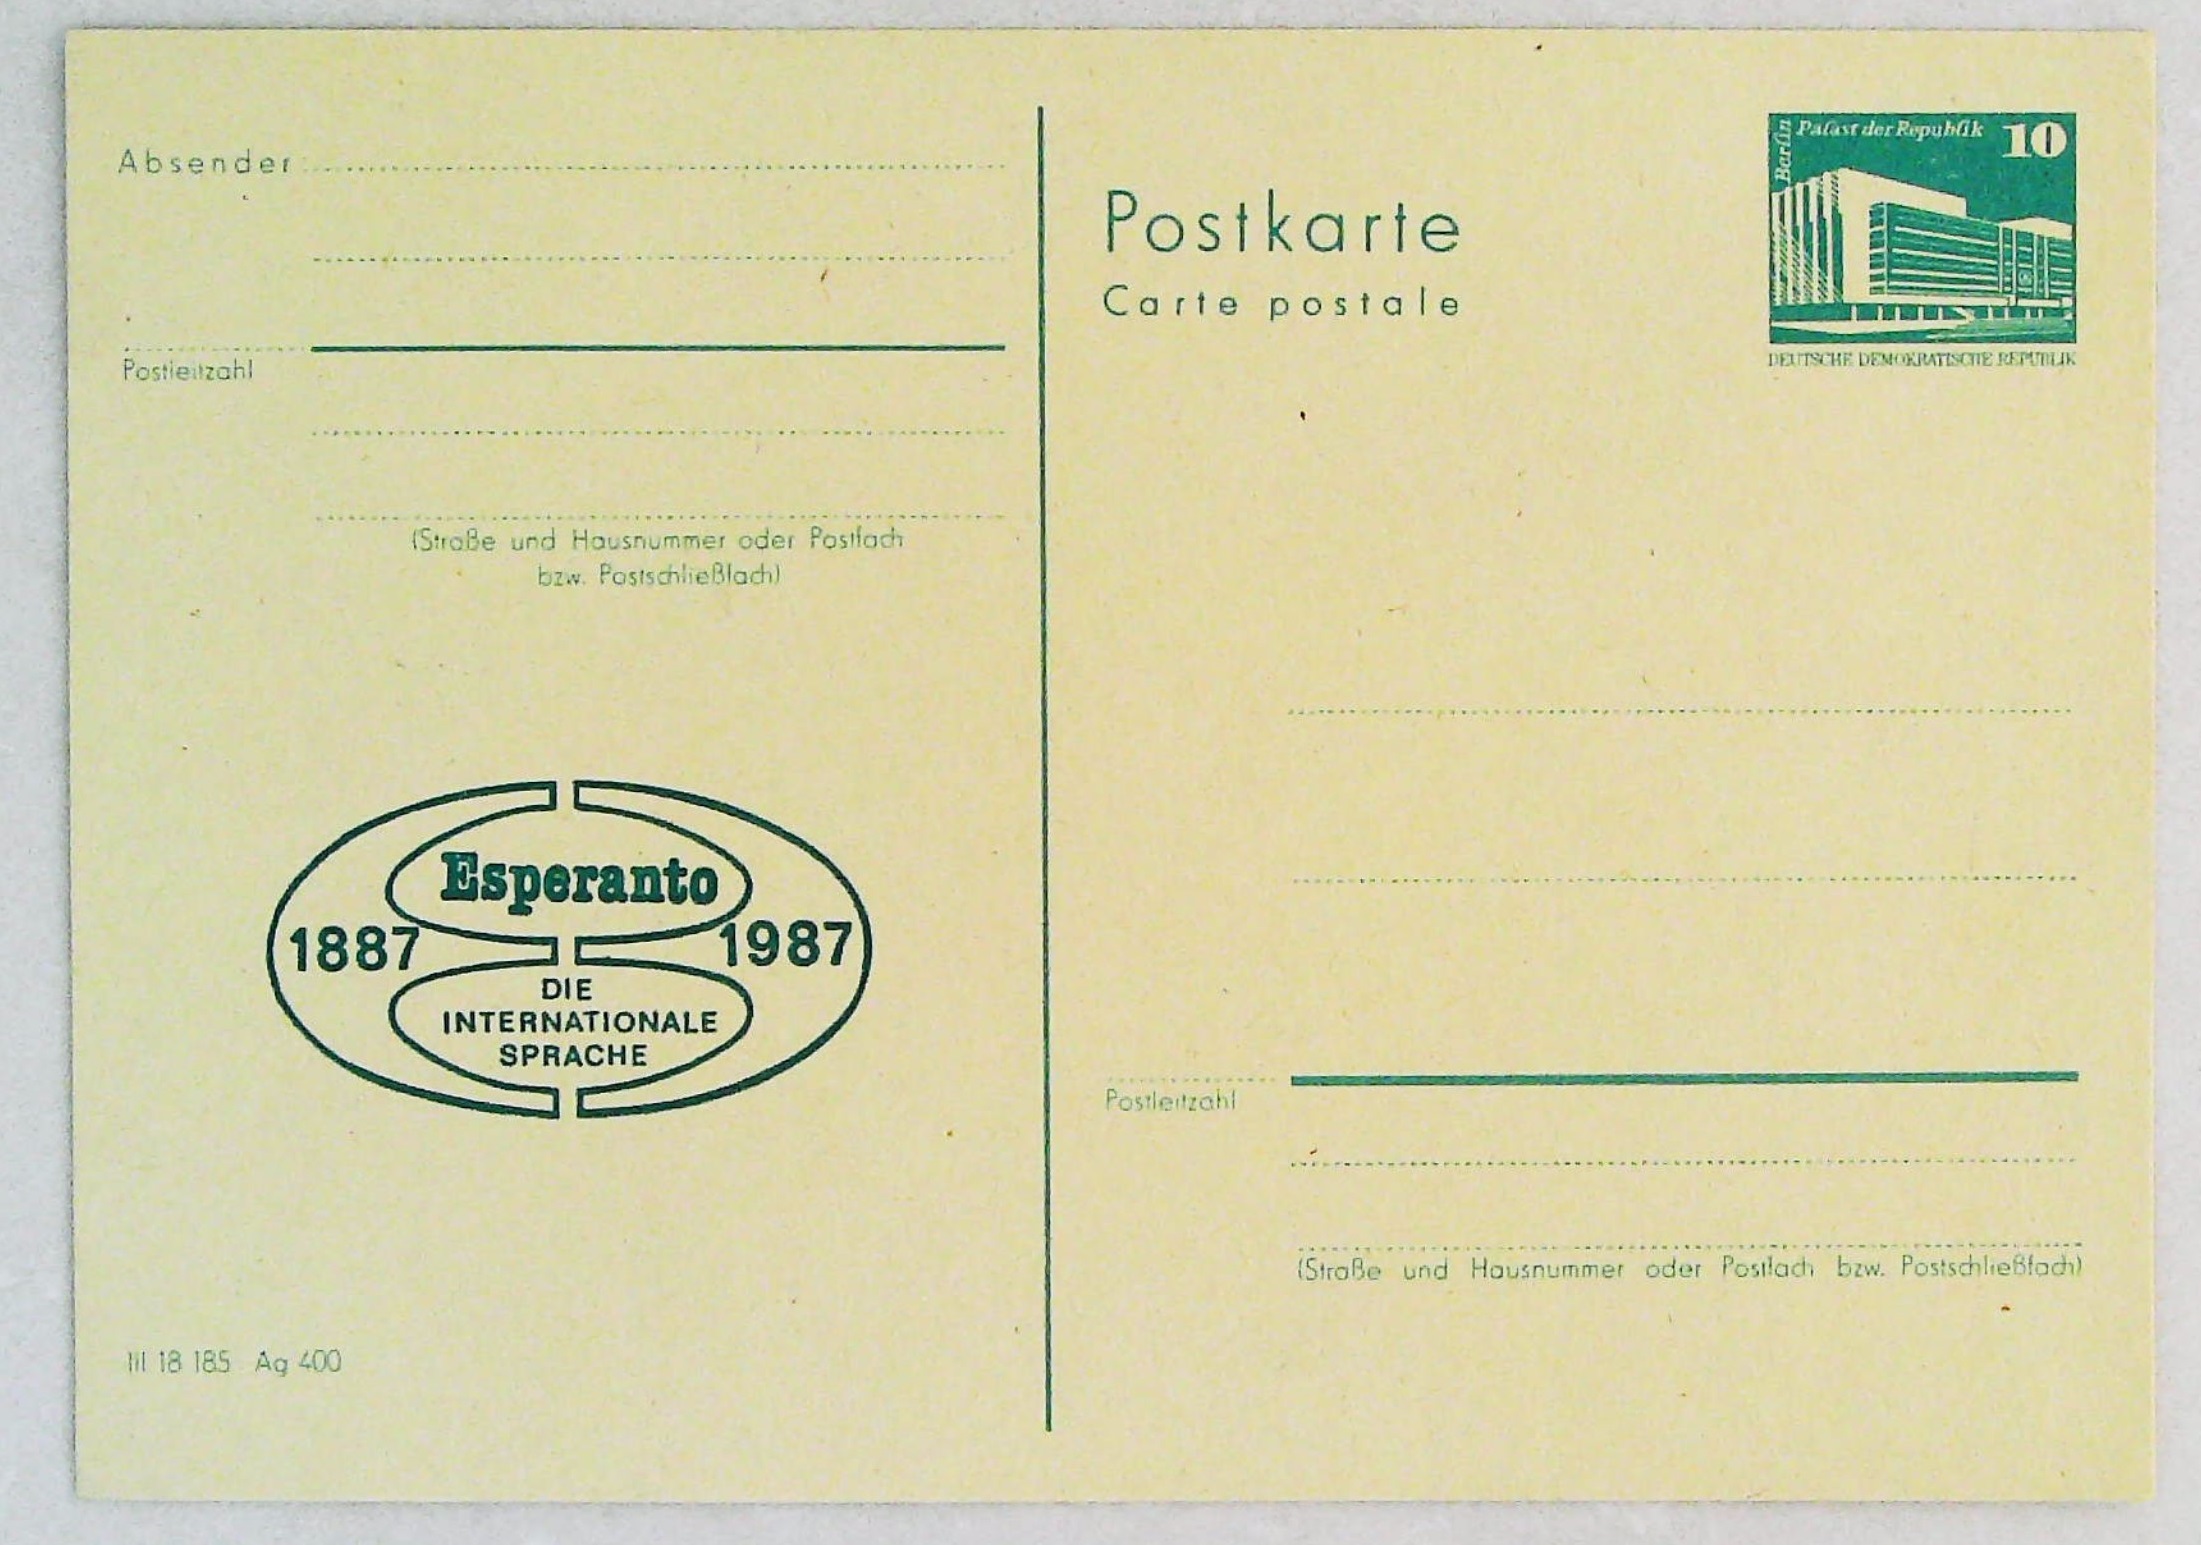 Absender:
Postleitzahl
(Straße und Hausnummer oder Postfach
bzw. Postschließfach)
Esperanto
1887 1987
DIE
INTERNATIONALE
SPRACHE
III 18 185 Ag 400
Postkarte
Carte postale
Berlin
Palast der Republik 10
DEUTSCHE DEMOKRATISCHE REPUBLIK
Postleitzahl
(Straße und Hausnummer oder Postfach bzw. Postschließfach)